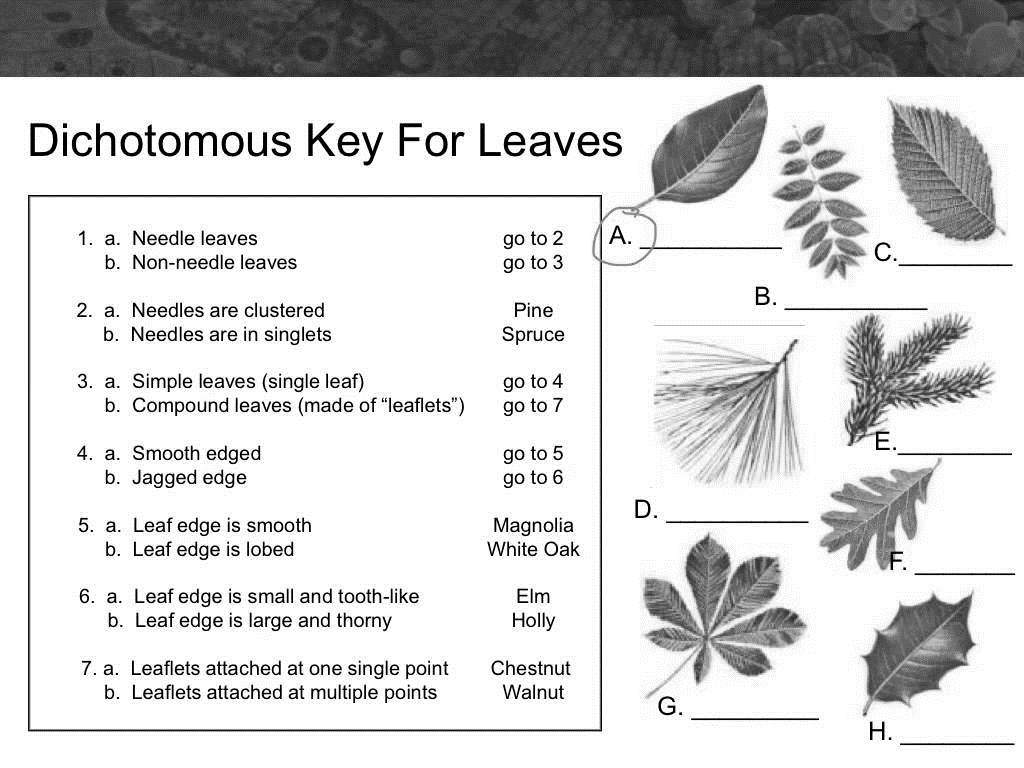 Dichotomous Key For Leaves
1. a. Needle leaves go to 2
b. Non-needle leaves go to 3
2. a. Needles are clustered Pine
b. Needles are in singlets Spruce
3. a. Simple leaves (single leaf) go to 4
b. Compound leaves (made of “leaflets”) go to 7
4. a. Smooth edged go to 5
b. Jagged edge go to 6
5. a. Leaf edge is smooth Magnolia
b. Leaf edge is lobed White Oak
6. a. Leaf edge is small and tooth-like Elm
b. Leaf edge is large and thorny Holly
7. a. Leaflets attached at one single point Chestnut
b. Leaflets attached at multiple points Walnut
A. __________
B. __________
C.________
D. __________
E.________
F. _______
G. _________
H. ________